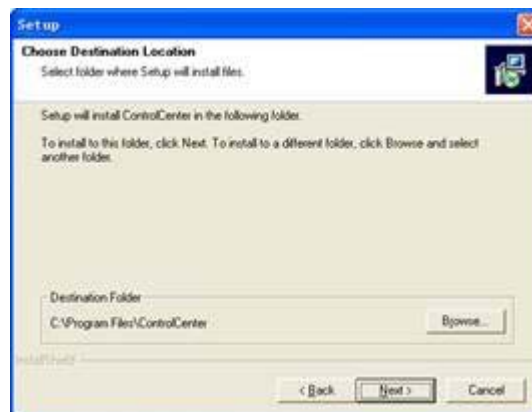 Setup
Choose Destination Location
Select folder where Setup will install files.
Setup will install ControlCenter in the following folder.
To install to this folder, click Next. To install to a different folder, click Browse and select
another folder.
Destination Folder
C:\Program Files\ControlCenter
Browse...
InstallShield
< Back
Next >
Cancel